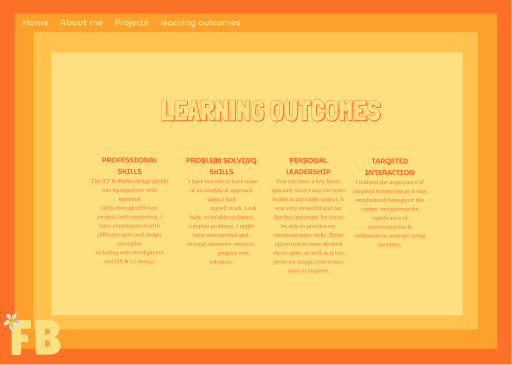 Home About me Projects learning outcomes
LEARNING OUTCOMES
PROFESSIONAL
SKILLS
The ICT & Media design profile
has equipped me with
essential
skills through different
projects and coursework. I
have experimented with
different tools and design
principles
including web development
and UX & UI design.
PROBLEM SOLVING
SKILLS
I have learned to have more
of an analytical approach
when I find
myself stuck. Look
back, to be able to dissect
complex problems. I might
have encountered and,
through extensive research,
propose new
solutions.
PERSONAL
LEADERSHIP
This has been a key focus,
specially since I was the team
leader in my Guido project. It
was very stressful and not
fun but important for me to
be able to practise my
communication skills. These
opportunities have allowed
me to grow, as well as it has
given me insight into areas I
need to improve.
TARGETED
INTERACTION
I realised the importance of
targeted interaction as it was
emphasised throughout the
course, recognising the
significance of
communication &
collaboration amongst group
members.
FB